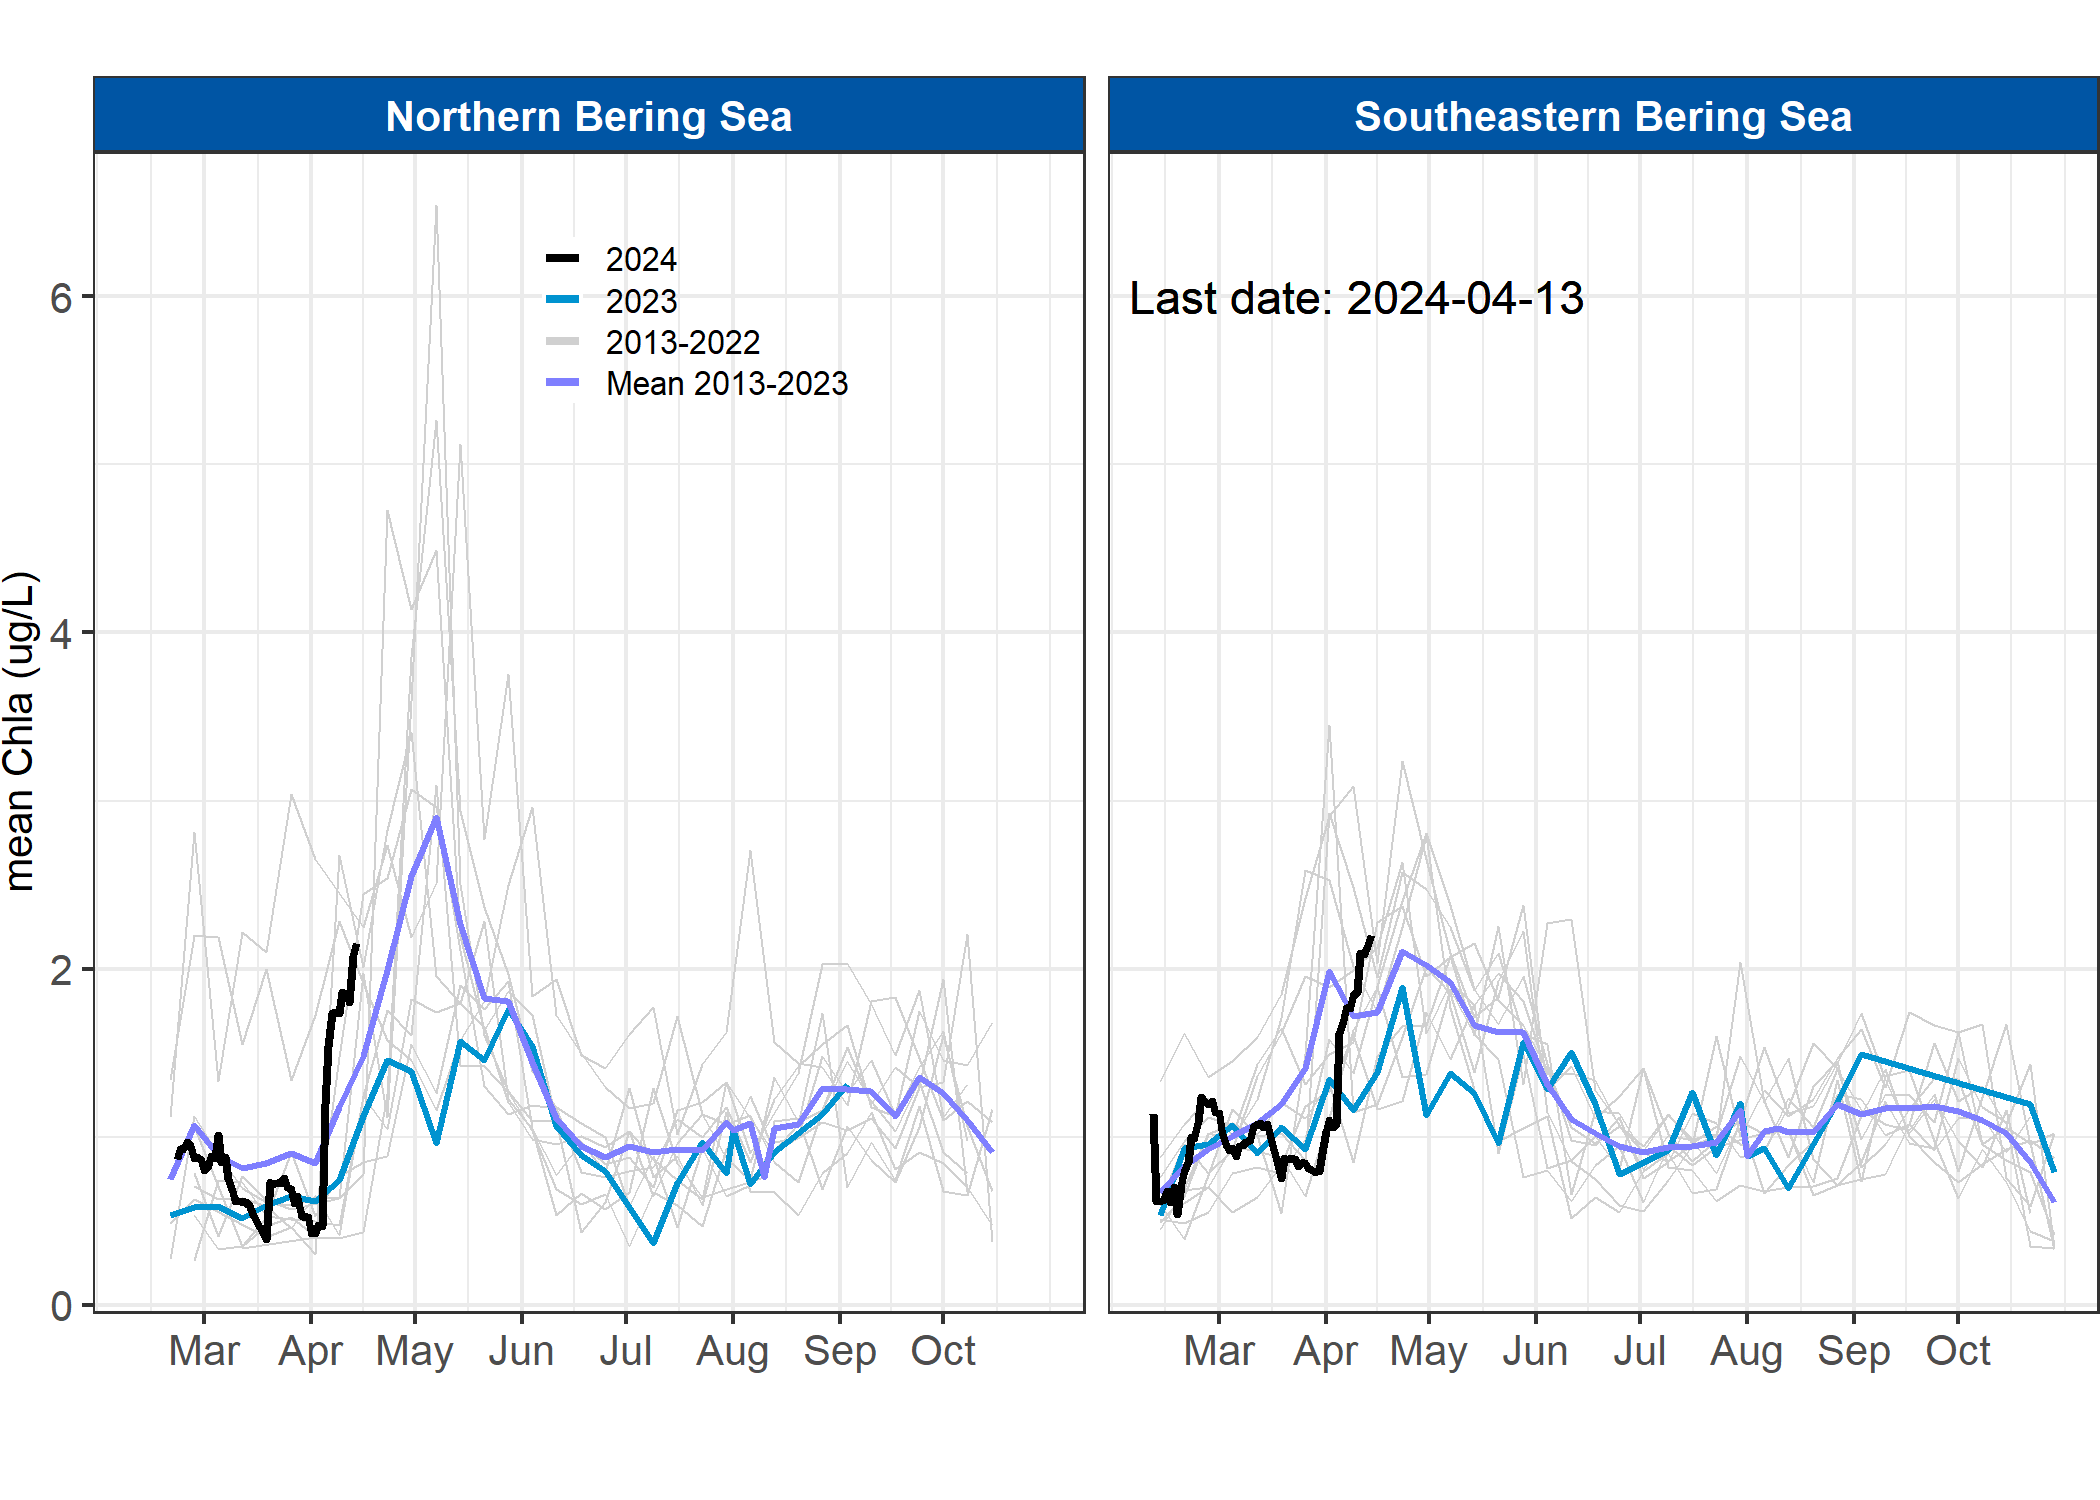 Northern Bering Sea
Southeastern Bering Sea
2024
2023
2013-2022
Mean 2013-2023
Last date: 2024-04-13
mean Chla (ug/L)
6
4
2
0
Mar Apr May Jun Jul Aug Sep Oct
Mar Apr May Jun Jul Aug Sep Oct